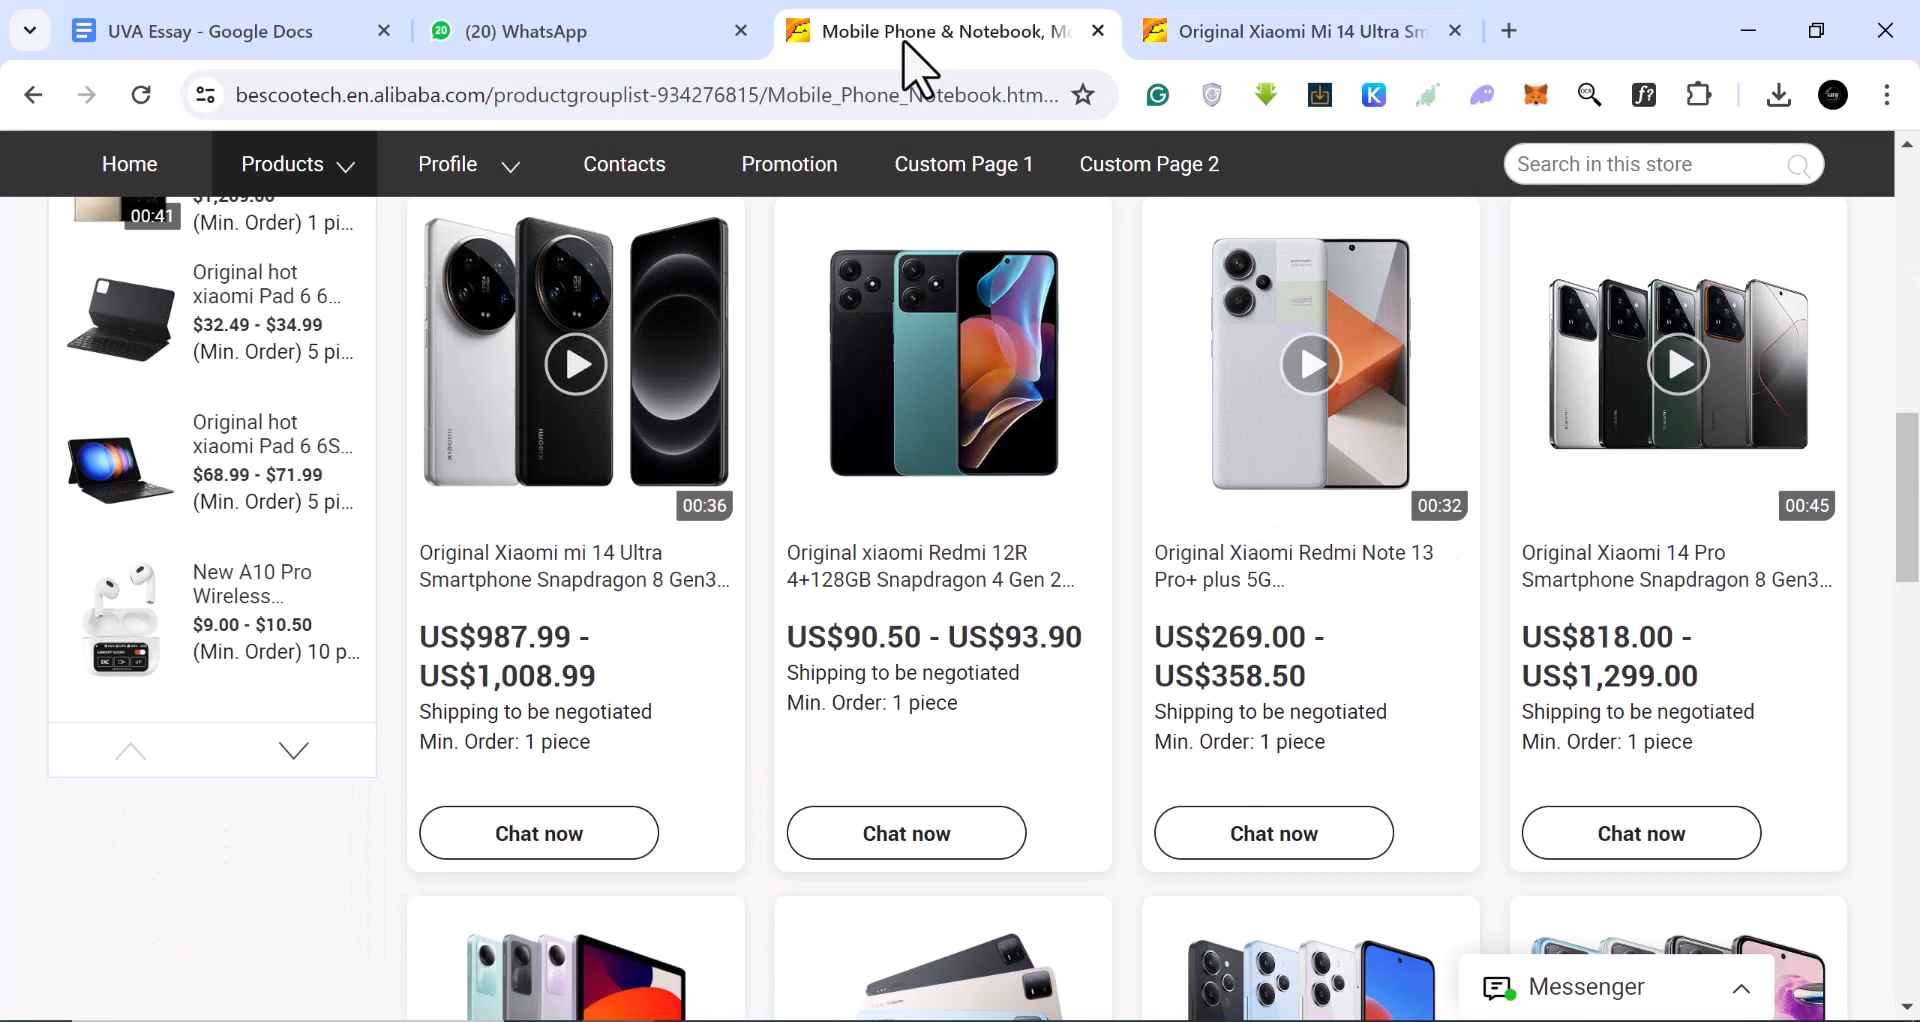 UVA Essay - Google Docs
20
(20) WhatsApp
Mobile Phone & Notebook, Mo
Original Xiaomi Mi 14 Ultra Sm
bescootech.en.alibaba.com/productgrouplist-934276815/Mobile_Phone_Notebook.htm...
Home
Products
Profile
Contacts
Promotion
Custom Page 1
Custom Page 2
Search in this store
00:41
$1,209.00
(Min. Order) 1 pi...
Original hot
xiaomi Pad 6 6...
$32.49 - $34.99
(Min. Order) 5 pi...
Original hot
xiaomi Pad 6 6S...
$68.99 - $71.99
(Min. Order) 5 pi...
New A10 Pro
Wireless...
$9.00 - $10.50
(Min. Order) 10 p...
00:36
Original Xiaomi mi 14 Ultra
Smartphone Snapdragon 8 Gen3...
US$987.99 -
US$1,008.99
Shipping to be negotiated
Min. Order: 1 piece
Chat now
Original xiaomi Redmi 12R
4+128GB Snapdragon 4 Gen 2...
US$90.50 - US$93.90
Shipping to be negotiated
Min. Order: 1 piece
Chat now
00:32
Original Xiaomi Redmi Note 13
Pro+ plus 5G...
US$269.00 -
US$358.50
Shipping to be negotiated
Min. Order: 1 piece
Chat now
00:45
Original Xiaomi 14 Pro
Smartphone Snapdragon 8 Gen3...
US$818.00 -
US$1,299.00
Shipping to be negotiated
Min. Order: 1 piece
Chat now
Messenger